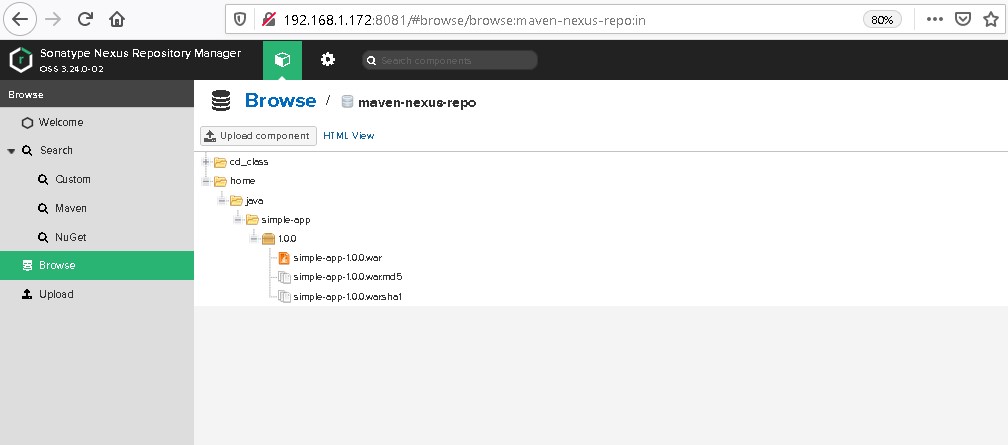 192.168.1.172:8081/#browse/browse:maven-nexus-repo:in
80%
Sonatype Nexus Repository Manager
OSS 3.24.0-02
Search components
Browse
Welcome
Search
Custom
Maven
NuGet
Browse
Upload
Browse / maven-nexus-repo
Upload component HTML View
cd_class
home
java
simple-app
1.0.0
simple-app-1.0.0.war
simple-app-1.0.0.war.md5
simple-app-1.0.0.war.sha1